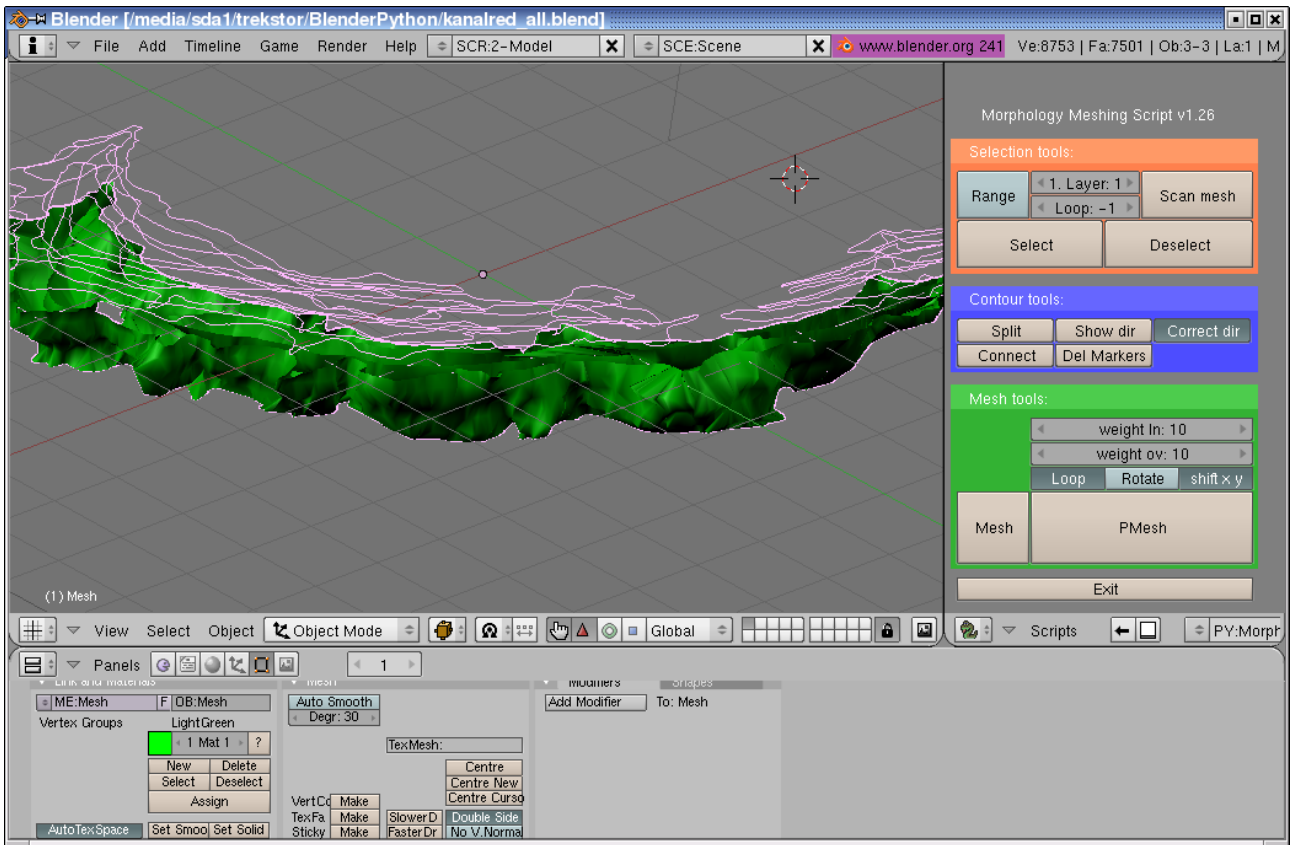 Blender [/media/sda1/trekstor/BlenderPython/kanalred_all.blend]
File Add Timeline Game Render Help SCR:2-Model SCE:Scene www.blender.org 241 Ve:8753 | Fa:7501 | Ob:3-3 | La:1 | M
Morphology Meshing Script v1.26
Selection tools:
Range 1. Layer: 1 Scan mesh
Loop: -1
Select Deselect
Contour tools:
Split Show dir Correct dir
Connect Del Markers
Mesh tools:
weight ln: 10
weight ov: 10
Loop Rotate shift x y
Mesh PMesh
Exit
(1) Mesh
View Select Object Object Mode Global
Scripts PY:Morph
Panels 1
Link and Materials Mesh Modifiers Shapes
ME:Mesh F OB:Mesh Auto Smooth Add Modifier To: Mesh
Vertex Groups LightGreen Degr: 30
1 Mat 1 ? TexMesh:
New Delete Centre
Select Deselect Centre New
Assign VertCo Make Centre Curso
TexFa Make SlowerD Double Side
AutoTexSpace Set Smoo Set Solid Sticky Make FasterDr No V.Norma